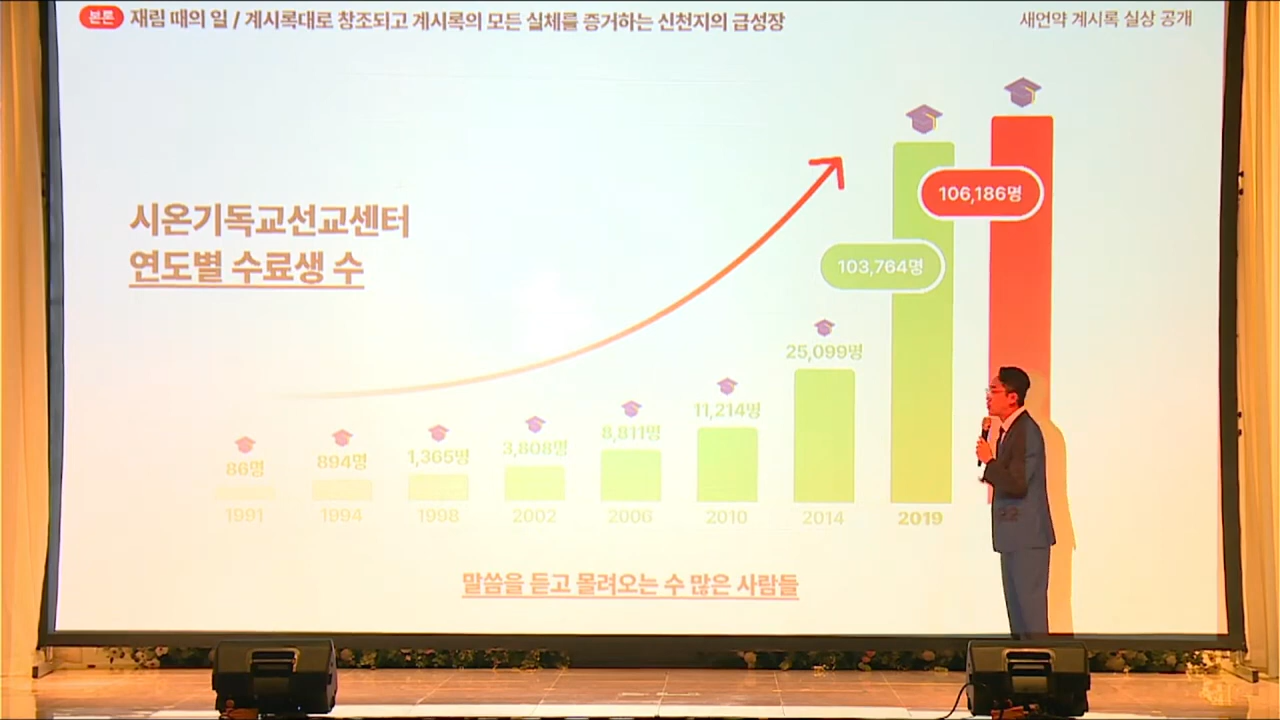 본론 재림 때의 일 / 계시록대로 창조되고 계시록의 모든 실체를 증거하는 신천지의 급성장
새언약 계시록 실상 공개
시온기독교선교센터
연도별 수료생 수
106,186명
103,764명
25,099명
11,214명
8,811명
3,808명
1,365명
894명
86명
1991 1994 1998 2002 2006 2010 2014 2019 22
말씀을 듣고 몰려오는 수 많은 사람들